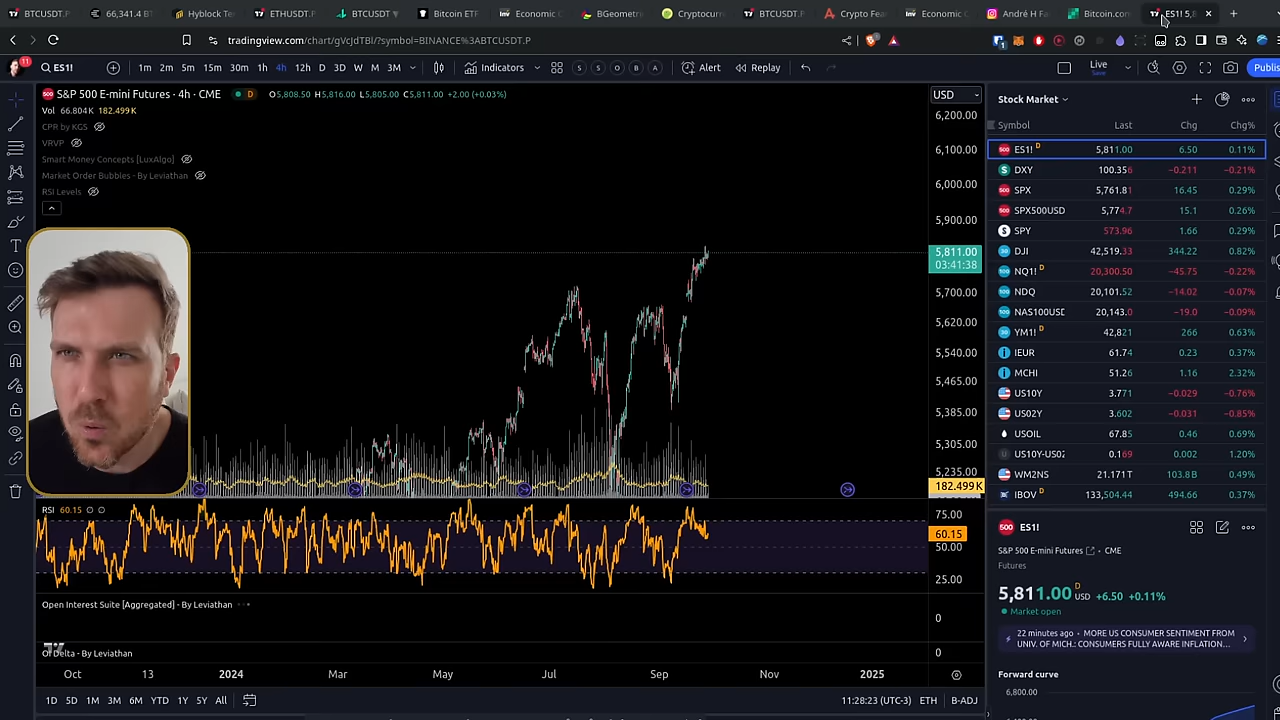 BTCUSDT.P
66,341.4 BT
Hyblock Te
ETHUSDT.P
BTCUSDT
Bitcoin ETF
Economic C
BGeometri
Cryptocurre
BTCUSDT.P
Crypto Fea
Economic C
André H Fa
Bitcoin.com
ES1! 5,8
tradingview.com/chart/gVcJdTBI/?symbol=BINANCE%3ABTCUSDT.P
11
ES1!
1m 2m 5m 15m 30m 1h 4h 12h D 3D W M 3M
Indicators
S S O B A
Alert
Replay
Live
Save
Publis
S&P 500 E-mini Futures · 4h · CME
D
O5,808.50 H5,816.00 L5,805.00 C5,811.00 +2.00 (+0.03%)
Vol 66.804K 182.499K
CPR by KGS
VRVP
Smart Money Concepts [LuxAlgo]
Market Order Bubbles - By Leviathan
RSI Levels
USD
6,200.00
6,100.00
6,000.00
5,900.00
5,811.00
03:41:38
5,700.00
5,620.00
5,540.00
5,465.00
5,385.00
5,305.00
5,235.00
182.499K
RSI 60.15
75.00
60.15
50.00
25.00
Open Interest Suite [Aggregated] - By Leviathan
0
OI Delta - By Leviathan
0
Oct 13 2024 Mar May Jul Sep Nov 2025
1D 5D 1M 3M 6M YTD 1Y 5Y All
11:28:23 (UTC-3) ETH B-ADJ
Stock Market
Symbol Last Chg Chg%
ES1! D 5,811.00 6.50 0.11%
DXY 100.356 −0.211 −0.21%
SPX 5,761.81 16.45 0.29%
SPX500USD 5,774.7 15.1 0.26%
SPY 573.96 1.66 0.29%
DJI 42,519.33 344.22 0.82%
NQ1! D 20,300.50 −45.75 −0.22%
NDQ 20,101.52 −14.02 −0.07%
NAS100USD 20,143.0 −19.0 −0.09%
YM1! D 42,821 266 0.63%
IEUR 61.74 0.23 0.37%
MCHI 51.26 1.16 2.32%
US10Y 3.771 −0.029 −0.76%
US02Y 3.602 −0.031 −0.85%
USOIL 67.85 0.46 0.69%
US10Y-US02 0.169 0.002 1.20%
WM2NS 21.171T 103.8B 0.49%
IBOV D 133,504.44 494.66 0.37%
ES1!
S&P 500 E-mini Futures · CME
Futures
5,811.00 D USD +6.50 +0.11%
Market open
22 minutes ago • MORE US CONSUMER SENTIMENT FROM
UNIV. OF MICH.: CONSUMERS FULLY AWARE INFLATION...
Forward curve
6,800.00